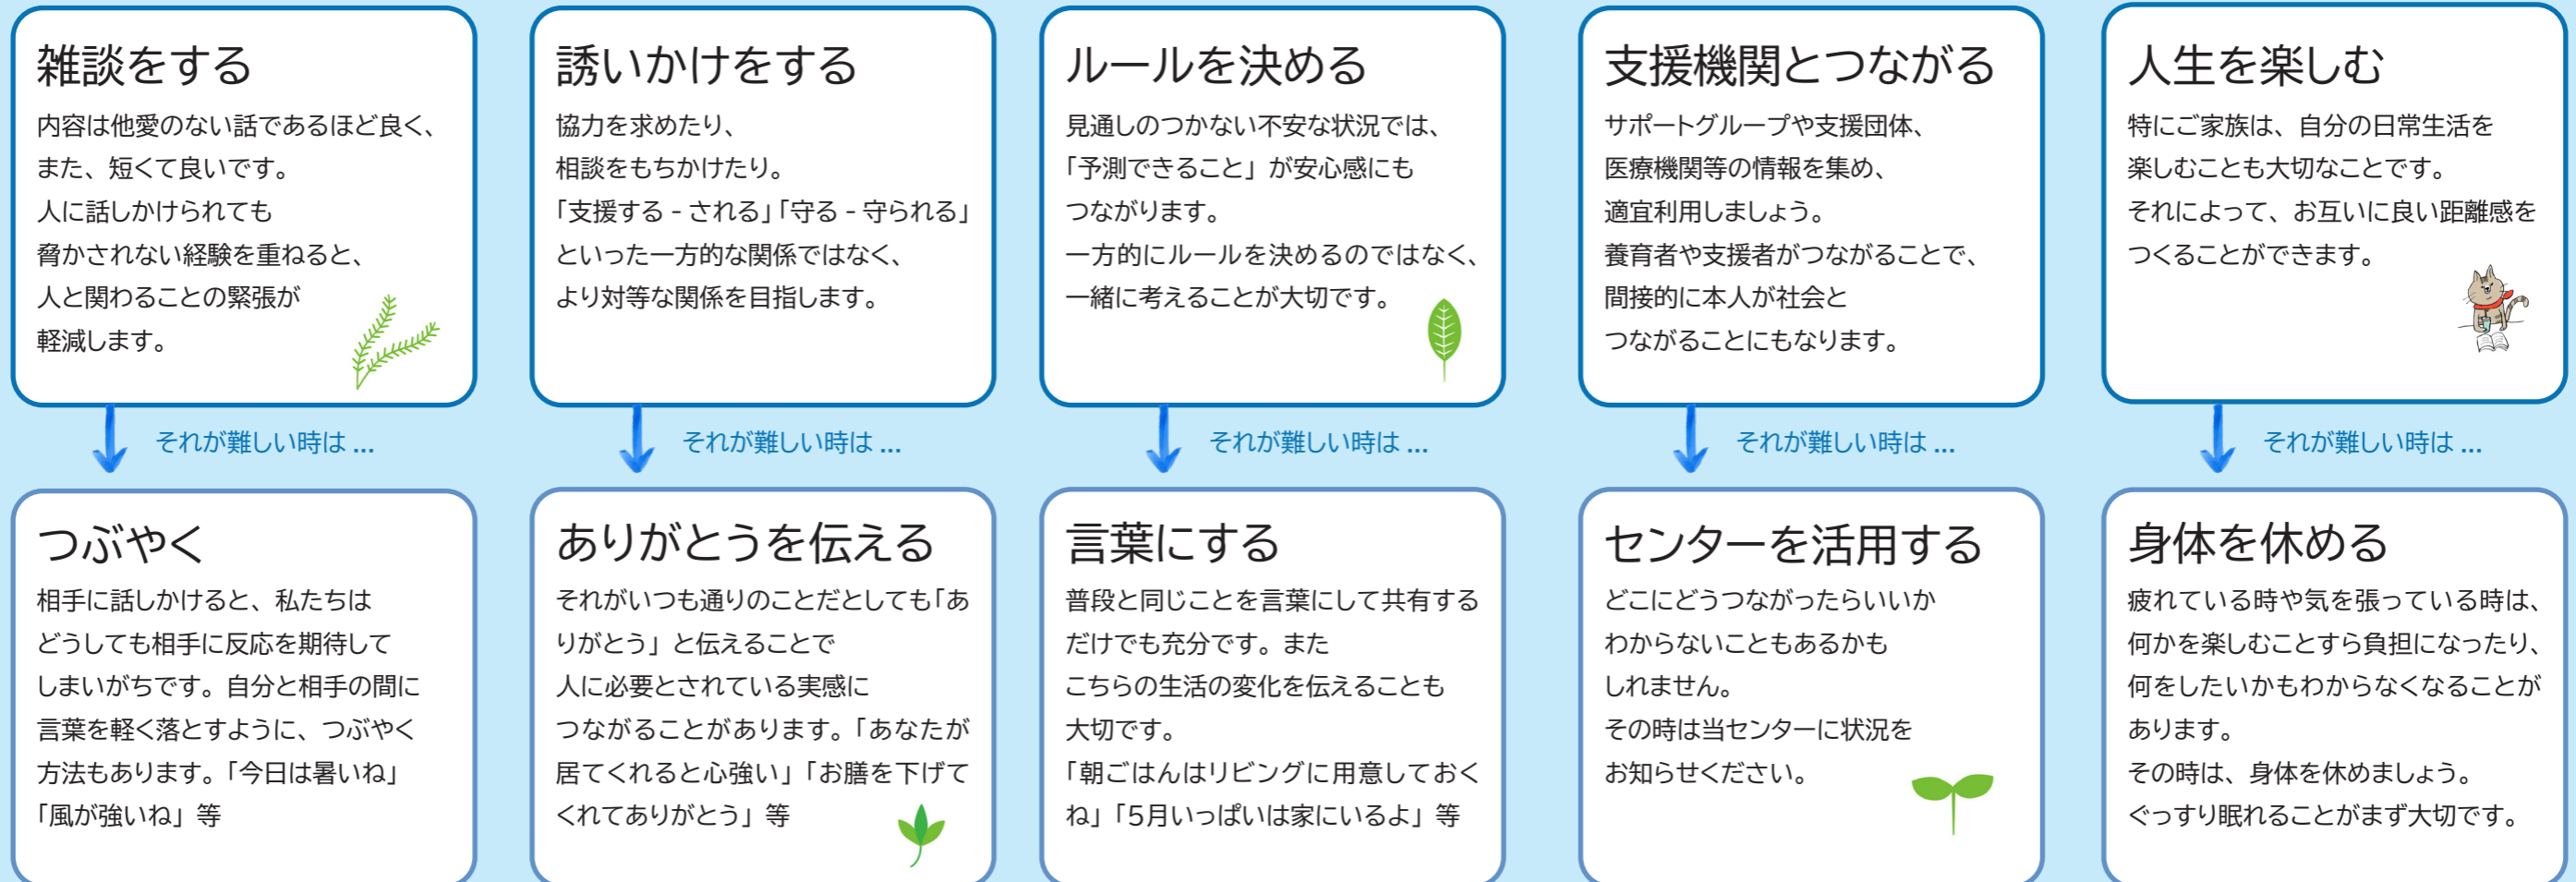 雑談をする
内容は他愛のない話であるほど良く、
また、短くて良いです。
人に話しかけられても
脅かされない経験を重ねると、
人と関わることの緊張が
軽減します。
それが難しい時は ...
つぶやく
相手に話しかけると、私たちは
どうしても相手に反応を期待して
しまいがちです。自分と相手の間に
言葉を軽く落とすように、つぶやく
方法もあります。「今日は暑いね」
「風が強いね」等
誘いかけをする
協力を求めたり、
相談をもちかけたり。
「支援する - される」「守る - 守られる」
といった一方的な関係ではなく、
より対等な関係を目指します。
それが難しい時は ...
ありがとうを伝える
それがいつも通りのことだとしても「あ
りがとう」と伝えることで
人に必要とされている実感に
つながることがあります。「あなたが
居てくれると心強い」「お膳を下げて
くれてありがとう」等
ルールを決める
見通しのつかない不安な状況では、
「予測できること」が安心感にも
つながります。
一方的にルールを決めるのではなく、
一緒に考えることが大切です。
それが難しい時は ...
言葉にする
普段と同じことを言葉にして共有する
だけでも充分です。また
こちらの生活の変化を伝えることも
大切です。
「朝ごはんはリビングに用意しておく
ね」「5月いっぱいは家にいるよ」等
支援機関とつながる
サポートグループや支援団体、
医療機関等の情報を集め、
適宜利用しましょう。
養育者や支援者がつながることで、
間接的に本人が社会と
つながることにもなります。
それが難しい時は ...
センターを活用する
どこにどうつながったらいいか
わからないこともあるかも
しれません。
その時は当センターに状況を
お知らせください。
人生を楽しむ
特にご家族は、自分の日常生活を
楽しむことも大切なことです。
それによって、お互いに良い距離感を
つくることができます。
それが難しい時は ...
身体を休める
疲れている時や気を張っている時は、
何かを楽しむことすら負担になったり、
何をしたいかもわからなくなることが
あります。
その時は、身体を休めましょう。
ぐっすり眠れることがまず大切です。